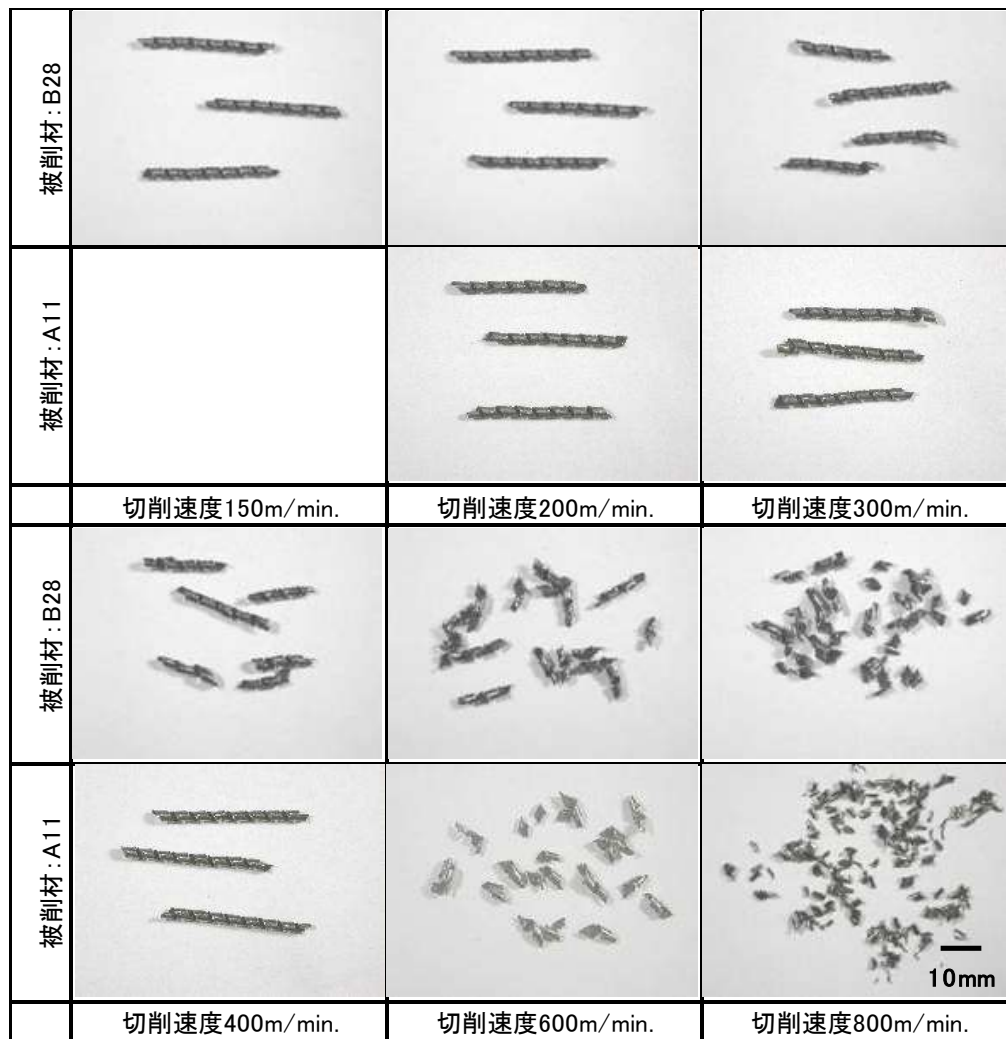 被削材:B28
被削材:A11
切削速度150m/min.
切削速度200m/min.
切削速度300m/min.
被削材:B28
被削材:A11
10mm
切削速度400m/min.
切削速度600m/min.
切削速度800m/min.